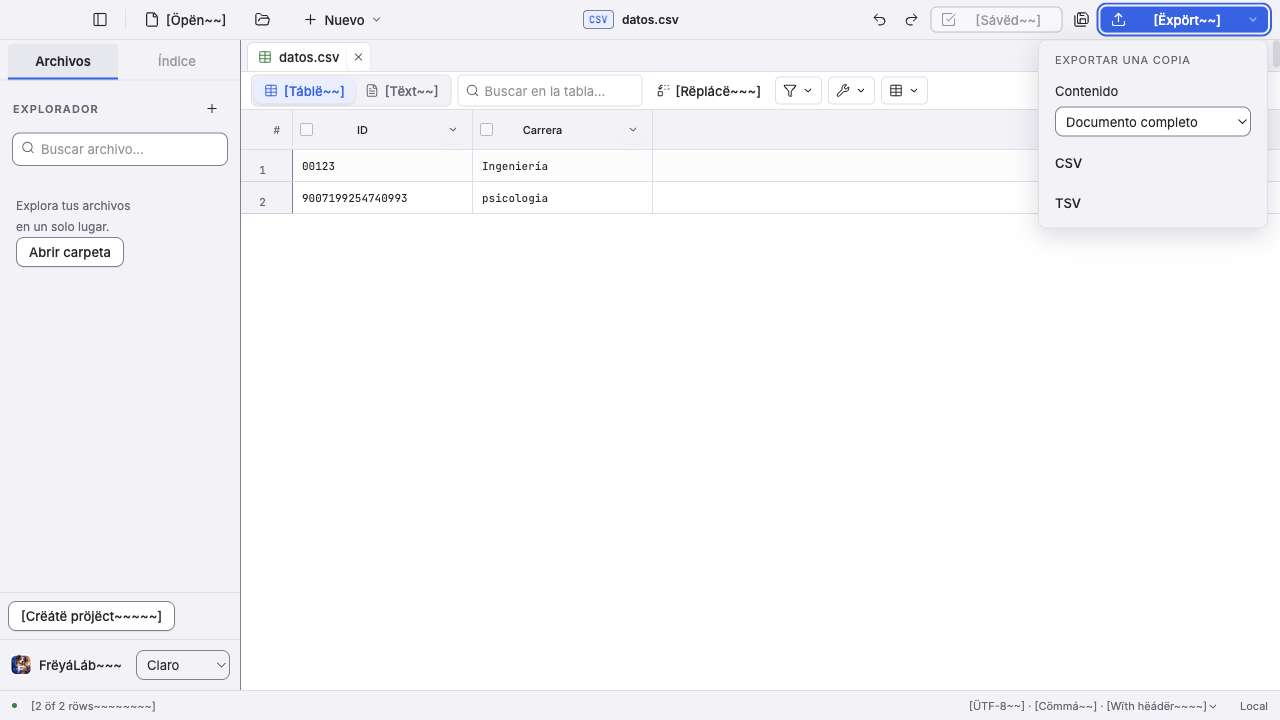 [Öpën~~]
Nuevo
CSV datos.csv
[Sávëd~~]
[Ëxpört~~]
Archivos
Índice
EXPLORADOR
Buscar archivo...
Explora tus archivos
en un solo lugar.
Abrir carpeta
[Crëátë pröjëct~~~~~]
FrëyáLáb~~~
Claro
datos.csv
[Táblë~~]
[Tëxt~~]
Buscar en la tabla...
[Rëplácë~~~]
# ID Carrera
1 00123 Ingeniería
2 9007199254740993 psicologia
EXPORTAR UNA COPIA
Contenido
Documento completo
CSV
TSV
[2 öf 2 röws~~~~~~~~]
[ÜTF-8~~] · [Cömmá~~] · [Wïth hëádër~~~~]
Local